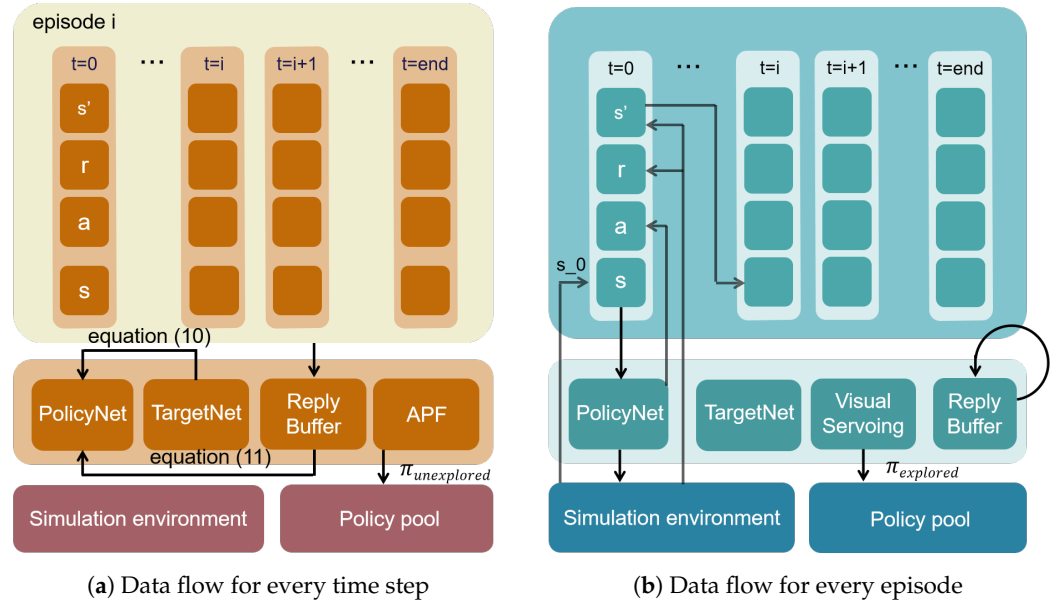 episode i
t=0 ... t=i t=i+1 ... t=end
s'
r
a
s
equation (10)
PolicyNet TargetNet Reply Buffer APF
equation (11)
π_unexplored
Simulation environment Policy pool
(a) Data flow for every time step
t=0 ... t=i t=i+1 ... t=end
s'
r
a
s_0
s
PolicyNet TargetNet Visual Servoing Reply Buffer
π_explored
Simulation environment Policy pool
(b) Data flow for every episode